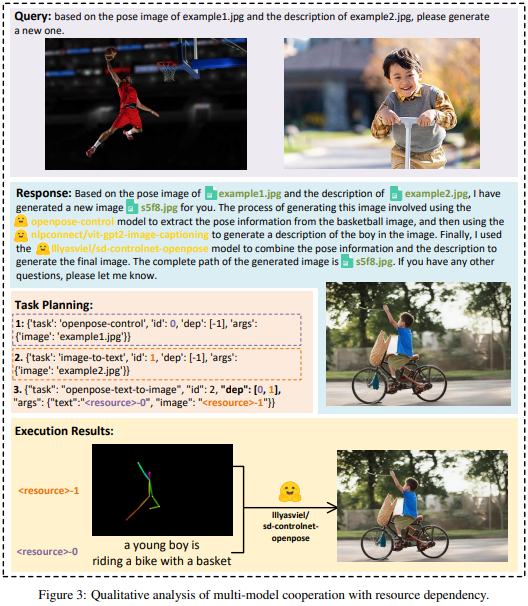 Query: based on the pose image of example1.jpg and the description of example2.jpg, please generate
a new one.
Response: Based on the pose image of example1.jpg and the description of example2.jpg, I have
generated a new image s5f8.jpg for you. The process of generating this image involved using the
openpose-control model to extract the pose information from the basketball image, and then using the
nlpconnect/vit-gpt2-image-captioning to generate a description of the boy in the image. Finally, I used
the lllyasviel/sd-controlnet-openpose model to combine the pose information and the description to
generate the final image. The complete path of the generated image is s5f8.jpg. If you have any other
questions, please let me know.
Task Planning:
1: {'task': 'openpose-control', 'id': 0, 'dep': [-1], 'args':
{'image': 'example1.jpg'}}
2. {'task': 'image-to-text', 'id': 1, 'dep': [-1], 'args':
{'image': 'example2.jpg'}}
3. {"task": "openpose-text-to-image", "id": 2, "dep": [0, 1],
"args": {"text":"<resource>-0", "image": "<resource>-1"}}
Execution Results:
<resource>-1
lllyasviel/
sd-controlnet-
openpose
<resource>-0
a young boy is
riding a bike with a basket
Figure 3: Qualitative analysis of multi-model cooperation with resource dependency.